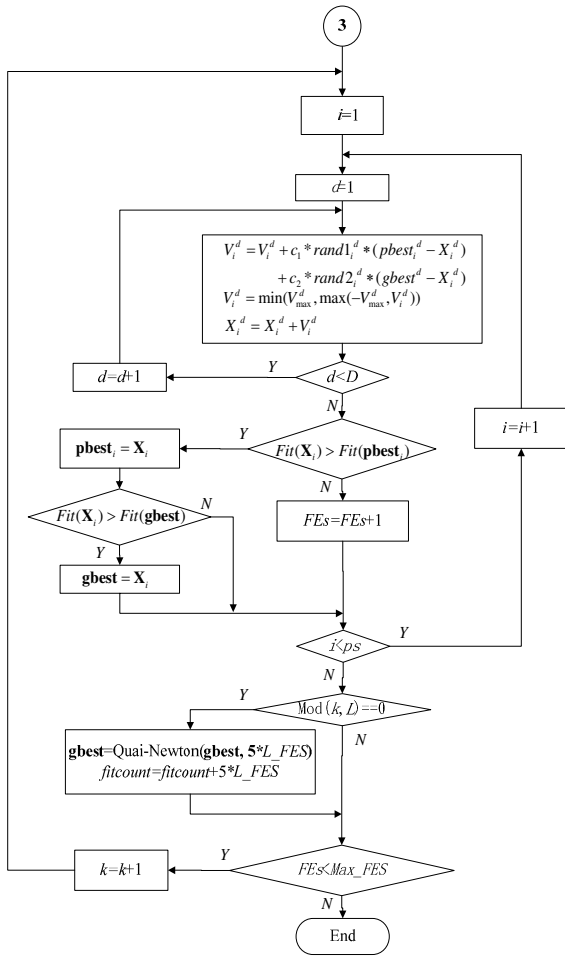 3
i=1
d=1
V_i^d = V_i^d + c_1 * rand1_i^d * (pbest_i^d − X_i^d)
+ c_2 * rand2_i^d * (gbest^d − X_i^d)
V_i^d = min(V_max^d, max(−V_max^d, V_i^d))
X_i^d = X_i^d + V_i^d
Y
d=d+1
d<D
N
i=i+1
pbest_i = X_i
Y
Fit(X_i) > Fit(pbest_i)
N
Fit(X_i) > Fit(gbest)
N
FEs=FEs+1
Y
gbest = X_i
i<ps
Y
N
Y
Mod(k, L)==0
N
gbest=Quai-Newton(gbest, 5*L_FES)
fitcount=fitcount+5*L_FES
k=k+1
Y
FEs<Max_FES
N
End